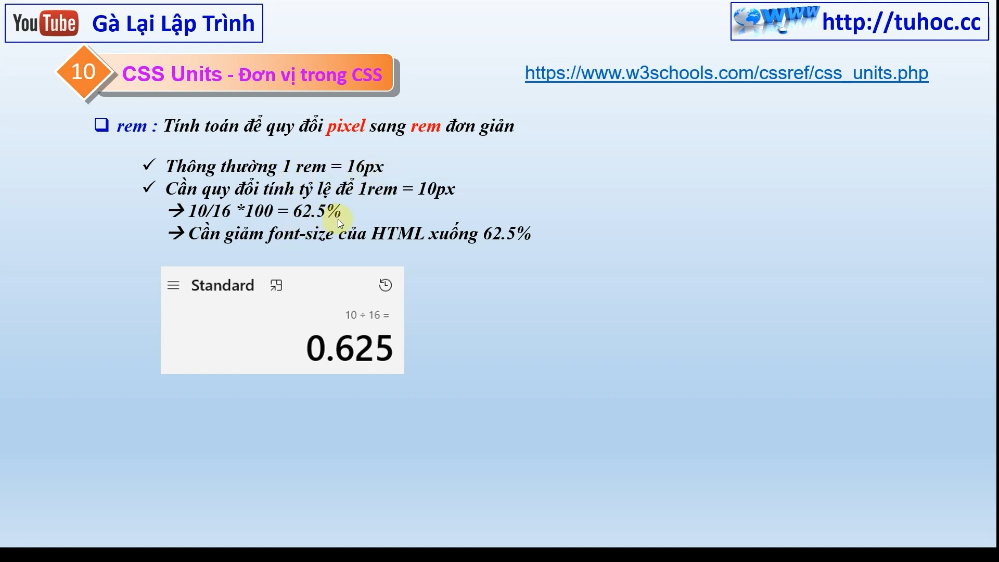 YouTube Gà Lại Lập Trình
www http://tuhoc.cc
10 CSS Units - Đơn vị trong CSS
https://www.w3schools.com/cssref/css_units.php
rem : Tính toán để quy đổi pixel sang rem đơn giản
Thông thường 1 rem = 16px
Cần quy đổi tính tỷ lệ để 1rem = 10px
→ 10/16 *100 = 62.5%
→ Cần giảm font-size của HTML xuống 62.5%
Standard
10 ÷ 16 =
0.625